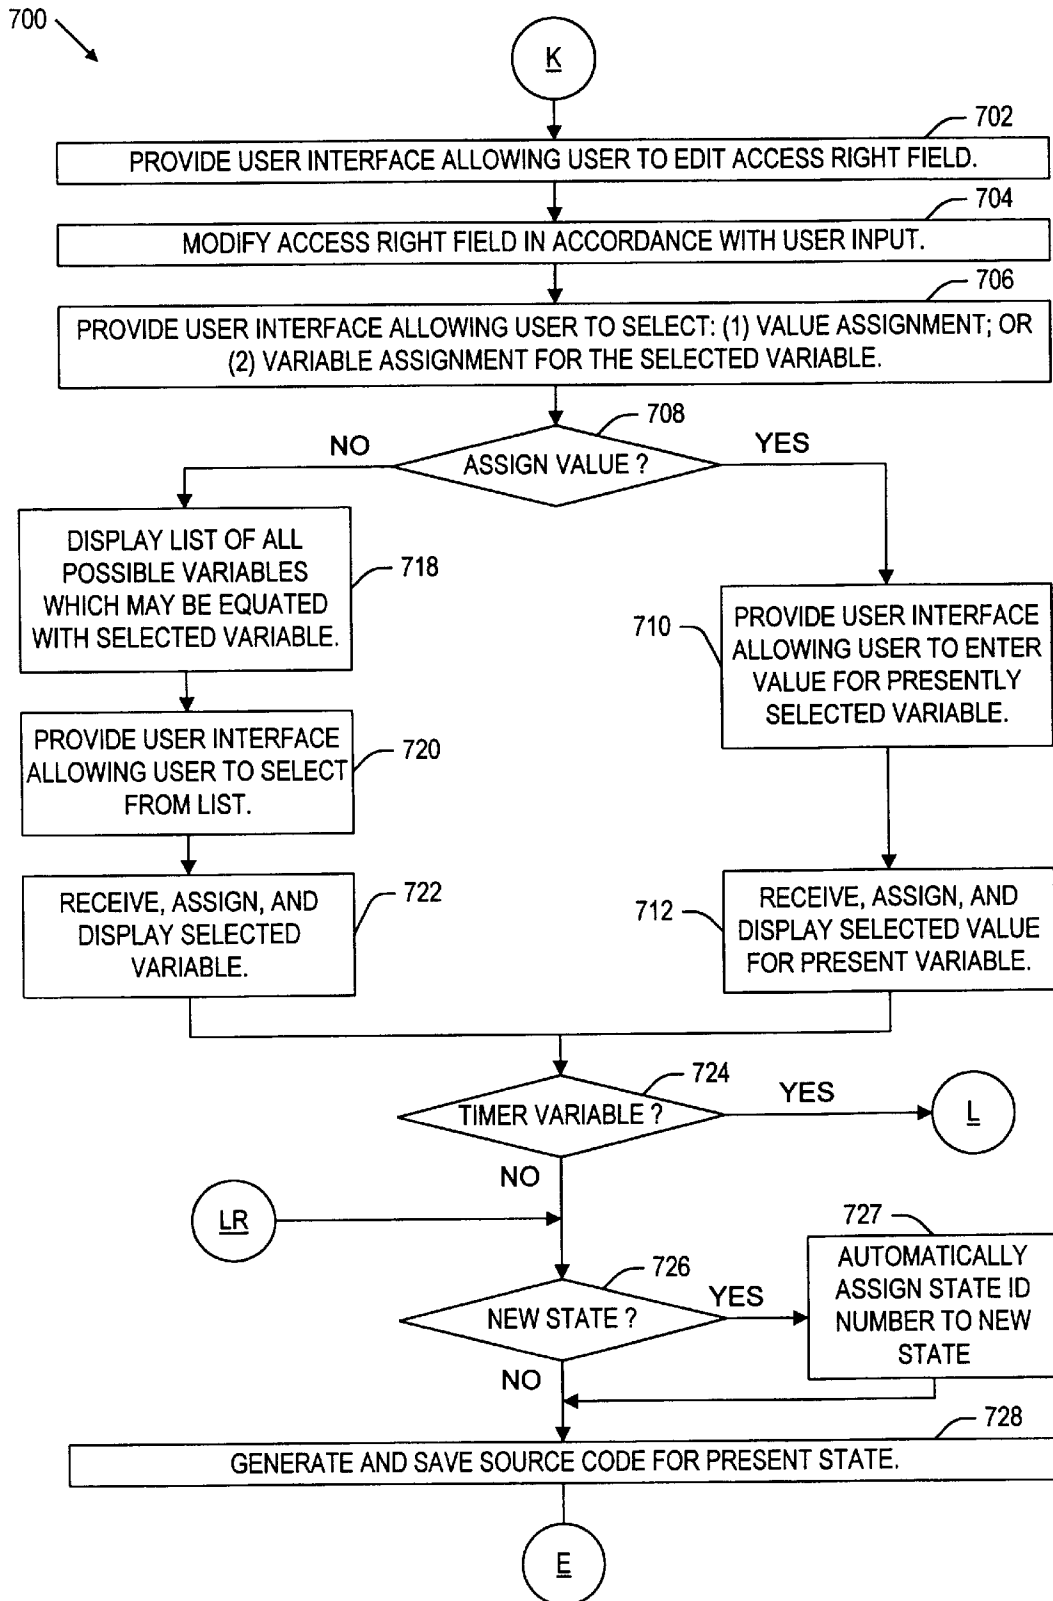 700
K
702
PROVIDE USER INTERFACE ALLOWING USER TO EDIT ACCESS RIGHT FIELD.
704
MODIFY ACCESS RIGHT FIELD IN ACCORDANCE WITH USER INPUT.
706
PROVIDE USER INTERFACE ALLOWING USER TO SELECT: (1) VALUE ASSIGNMENT; OR
(2) VARIABLE ASSIGNMENT FOR THE SELECTED VARIABLE.
708
NO
ASSIGN VALUE ?
YES
DISPLAY LIST OF ALL
POSSIBLE VARIABLES
WHICH MAY BE EQUATED
WITH SELECTED VARIABLE.
718
710
PROVIDE USER INTERFACE
ALLOWING USER TO ENTER
VALUE FOR PRESENTLY
SELECTED VARIABLE.
PROVIDE USER INTERFACE
ALLOWING USER TO SELECT
FROM LIST.
720
RECEIVE, ASSIGN, AND
DISPLAY SELECTED
VARIABLE.
722
712
RECEIVE, ASSIGN, AND
DISPLAY SELECTED VALUE
FOR PRESENT VARIABLE.
724
TIMER VARIABLE ?
YES
L
NO
LR
727
AUTOMATICALLY
ASSIGN STATE ID
NUMBER TO NEW
STATE
726
NEW STATE ?
YES
NO
728
GENERATE AND SAVE SOURCE CODE FOR PRESENT STATE.
E